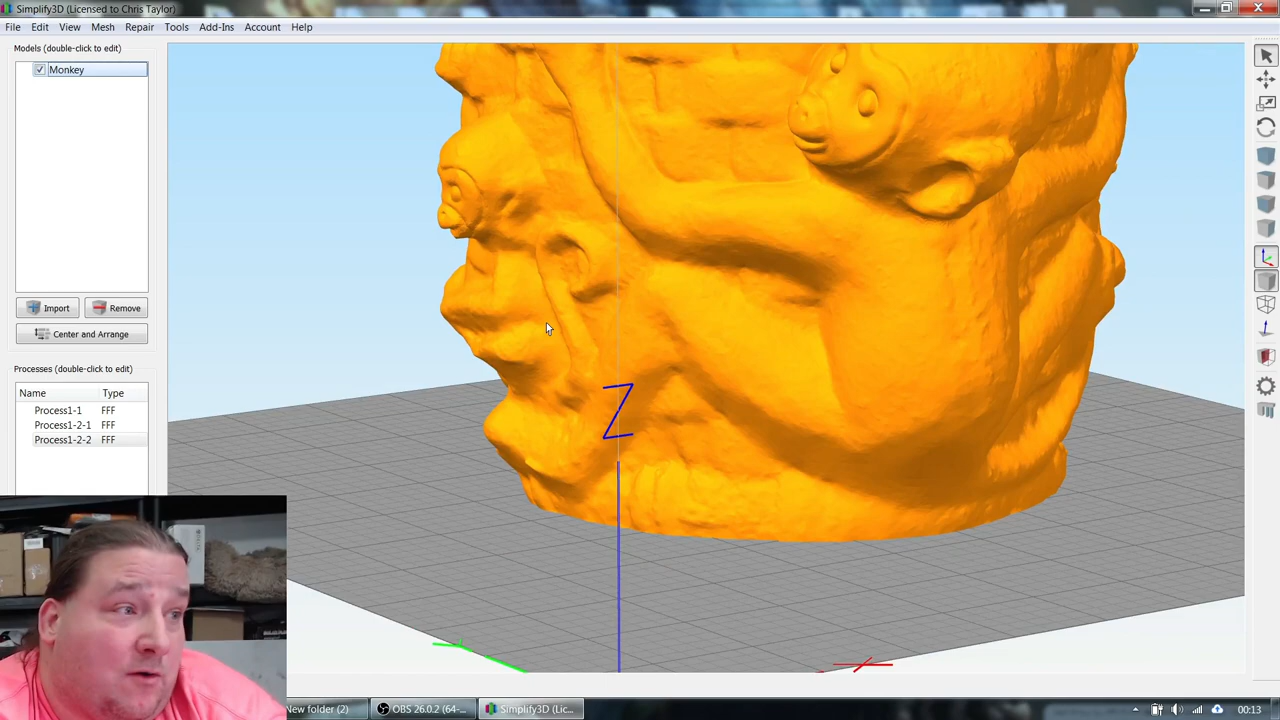 Simplify3D (Licensed to Chris Taylor)
File Edit View Mesh Repair Tools Add-Ins Account Help
Models (double-click to edit)
Monkey
Import Remove
Center and Arrange
Processes (double-click to edit)
Name Type
Process1-1 FFF
Process1-2-1 FFF
Process1-2-2 FFF
Z
New folder (2) OBS 26.0.2 (64-... Simplify3D (Lic... 00:13